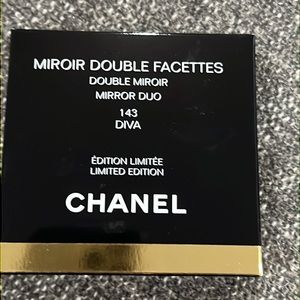 MIROIR DOUBLE FACETTES
DOUBLE MIROIR
MIRROR DUO
143
DIVA
ÉDITION LIMITÉE
LIMITED EDITION
CHANEL